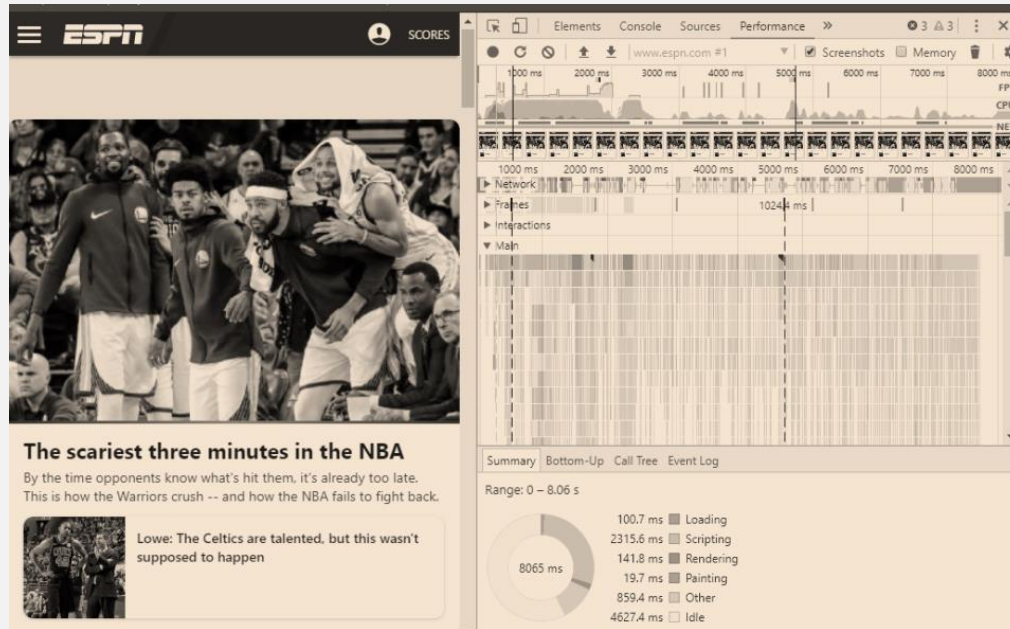 ESPN SCORES
The scariest three minutes in the NBA
By the time opponents know what's hit them, it's already too late.
This is how the Warriors crush -- and how the NBA fails to fight back.
Lowe: The Celtics are talented, but this wasn't
supposed to happen
Elements Console Sources Performance » 3 3
www.espn.com #1 Screenshots Memory
1000 ms 2000 ms 3000 ms 4000 ms 5000 ms 6000 ms 7000 ms 8000 ms
FPS
CPU
NET
1000 ms 2000 ms 3000 ms 4000 ms 5000 ms 6000 ms 7000 ms 8000 ms
Network
Frames 1024.4 ms
Interactions
Main
Summary Bottom-Up Call Tree Event Log
Range: 0 – 8.06 s
8065 ms
100.7 ms Loading
2315.6 ms Scripting
141.8 ms Rendering
19.7 ms Painting
859.4 ms Other
4627.4 ms Idle